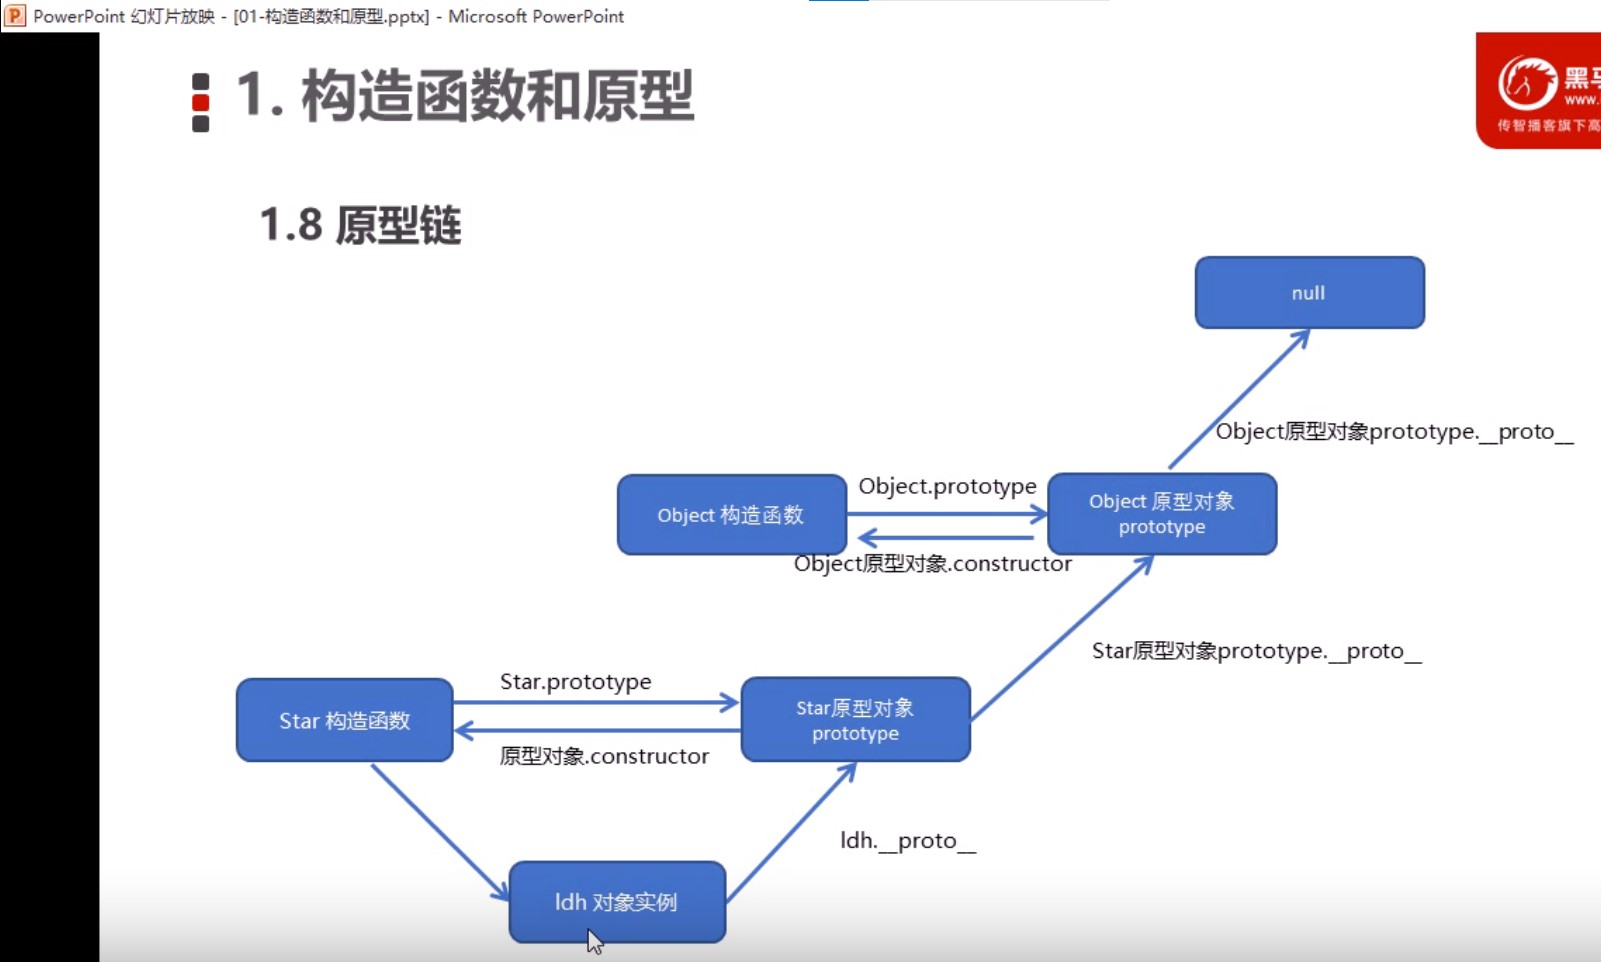 PowerPoint 幻灯片放映 - [01-构造函数和原型.pptx] - Microsoft PowerPoint
1. 构造函数和原型
www.
传智播客旗下高
1.8 原型链
null
Object原型对象prototype.__proto__
Object.prototype
Object 构造函数
Object 原型对象
prototype
Object原型对象.constructor
Star原型对象prototype.__proto__
Star.prototype
Star 构造函数
Star原型对象
prototype
原型对象.constructor
ldh.__proto__
ldh 对象实例